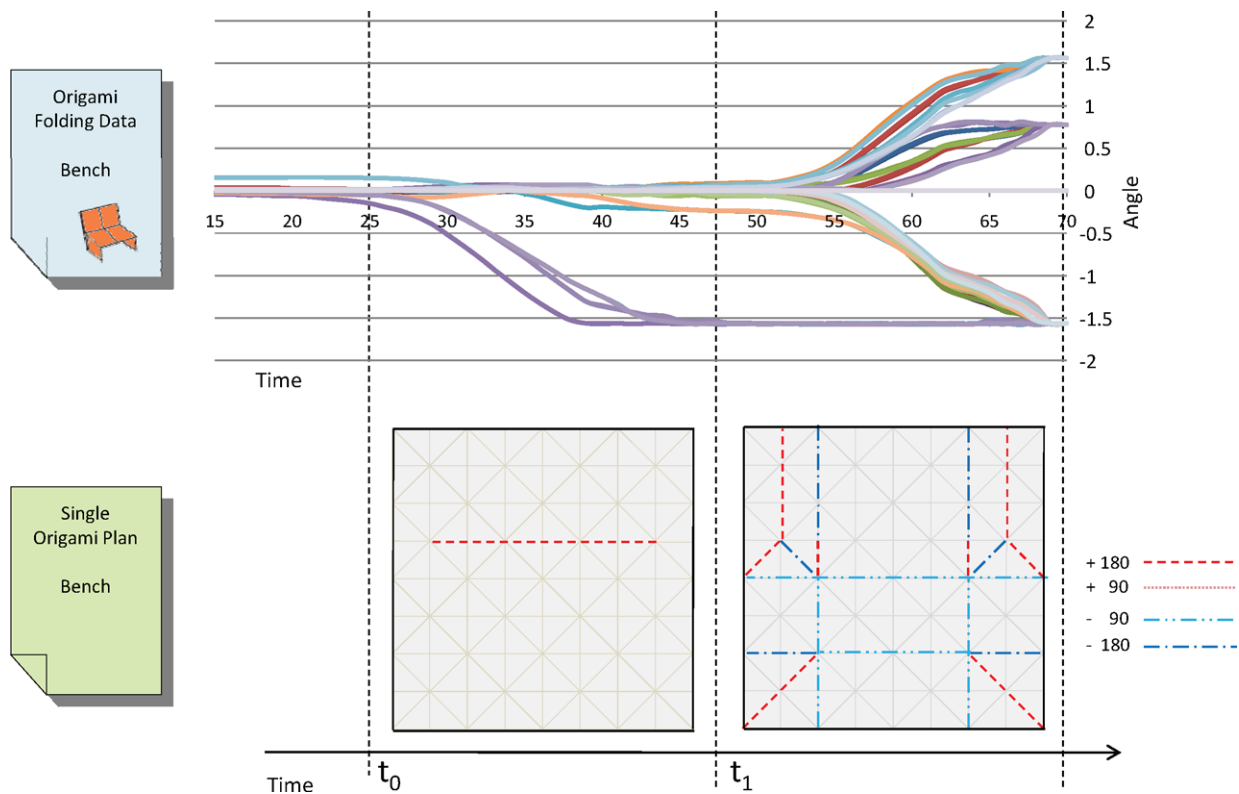 Origami
Folding Data
Bench
2
1.5
1
0.5
0
-0.5
-1
-1.5
-2
Angle
15 20 25 30 35 40 45 50 55 60 65 70
Time
Single
Origami Plan
Bench
+ 180
+ 90
- 90
- 180
Time
t0
t1